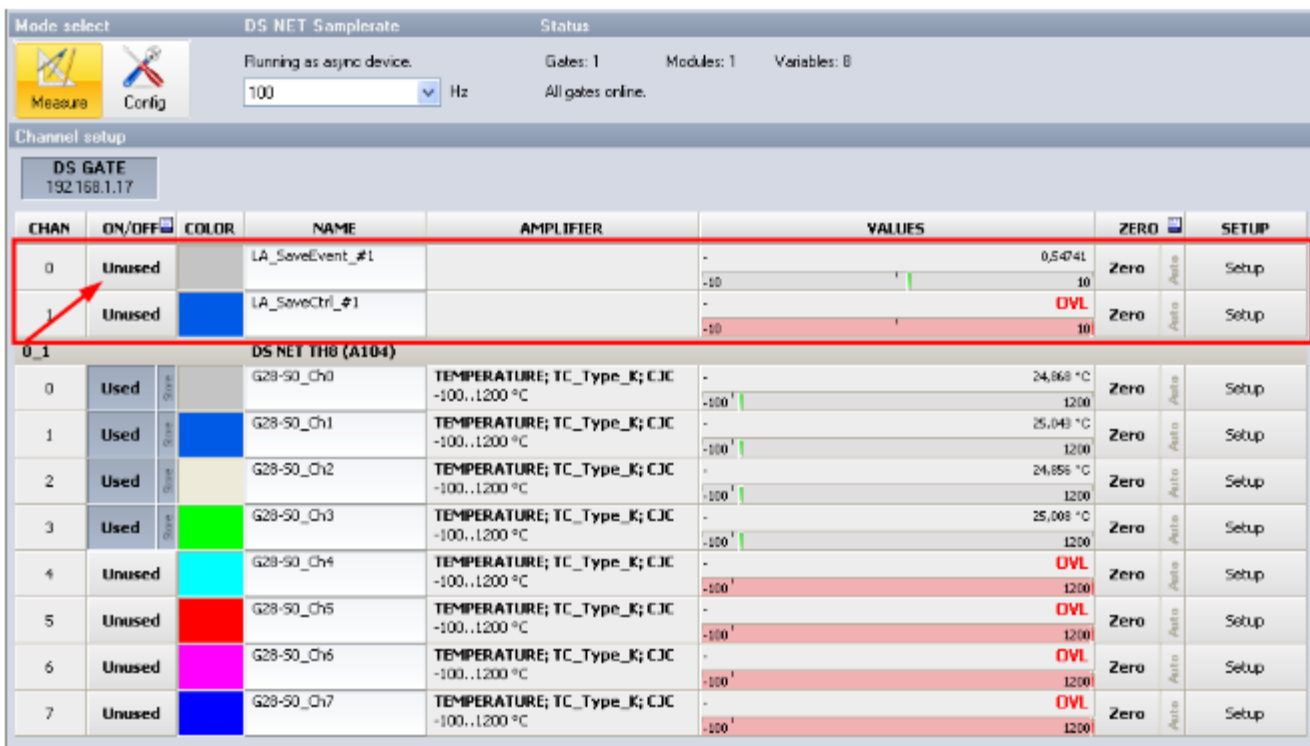 Mode select DS NET Samplerate Status
Running as async device. Gates: 1 Modules: 1 Variables: 8
100 Hz All gates online.
Measure Config
Channel setup
DS GATE
192.168.1.17
CHAN ON/OFF COLOR NAME AMPLIFIER VALUES ZERO SETUP
0 Unused LA_SaveEvent_#1 - 0,54741 Zero Auto Setup
-10 10
1 Unused LA_SaveCtrl_#1 - OVL Zero Auto Setup
-10 10
0_1 DS NET TH8 (A104)
0 Used Store G28-S0_Ch0 TEMPERATURE; TC_Type_K; CJC - 24,868 °C Zero Auto Setup
-100..1200 °C -100 1200
1 Used Store G28-S0_Ch1 TEMPERATURE; TC_Type_K; CJC - 25,043 °C Zero Auto Setup
-100..1200 °C -100 1200
2 Used Store G28-S0_Ch2 TEMPERATURE; TC_Type_K; CJC - 24,856 °C Zero Auto Setup
-100..1200 °C -100 1200
3 Used Store G28-S0_Ch3 TEMPERATURE; TC_Type_K; CJC - 25,008 °C Zero Auto Setup
-100..1200 °C -100 1200
4 Unused G28-S0_Ch4 TEMPERATURE; TC_Type_K; CJC - OVL Zero Auto Setup
-100..1200 °C -100 1200
5 Unused G28-S0_Ch5 TEMPERATURE; TC_Type_K; CJC - OVL Zero Auto Setup
-100..1200 °C -100 1200
6 Unused G28-S0_Ch6 TEMPERATURE; TC_Type_K; CJC - OVL Zero Auto Setup
-100..1200 °C -100 1200
7 Unused G28-S0_Ch7 TEMPERATURE; TC_Type_K; CJC - OVL Zero Auto Setup
-100..1200 °C -100 1200